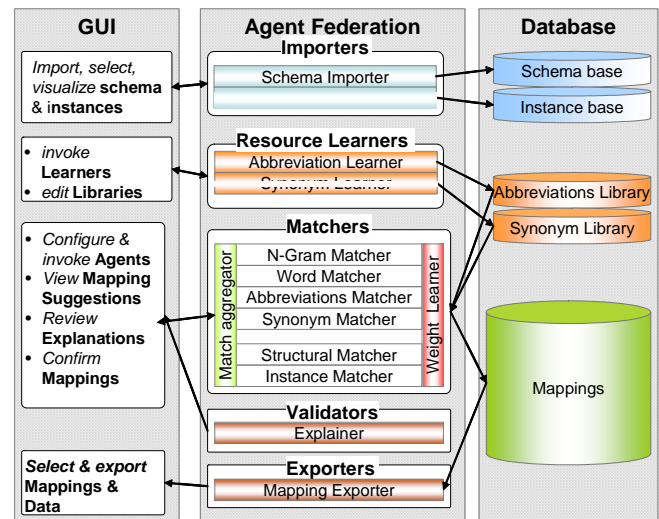 GUI
Import, select,
visualize schema
& instances
• invoke
Learners
• edit Libraries
• Configure &
invoke Agents
• View Mapping
Suggestions
• Review
Explanations
• Confirm
Mappings
Select & export
Mappings &
Data
Agent Federation
Importers
Schema Importer
Resource Learners
Abbreviation Learner
Synonym Learner
Matchers
Match aggregator
N-Gram Matcher
Word Matcher
Abbreviations Matcher
Synonym Matcher
Structural Matcher
Instance Matcher
Weight Learner
Validators
Explainer
Exporters
Mapping Exporter
Database
Schema base
Instance base
Abbreviations Library
Synonym Library
Mappings